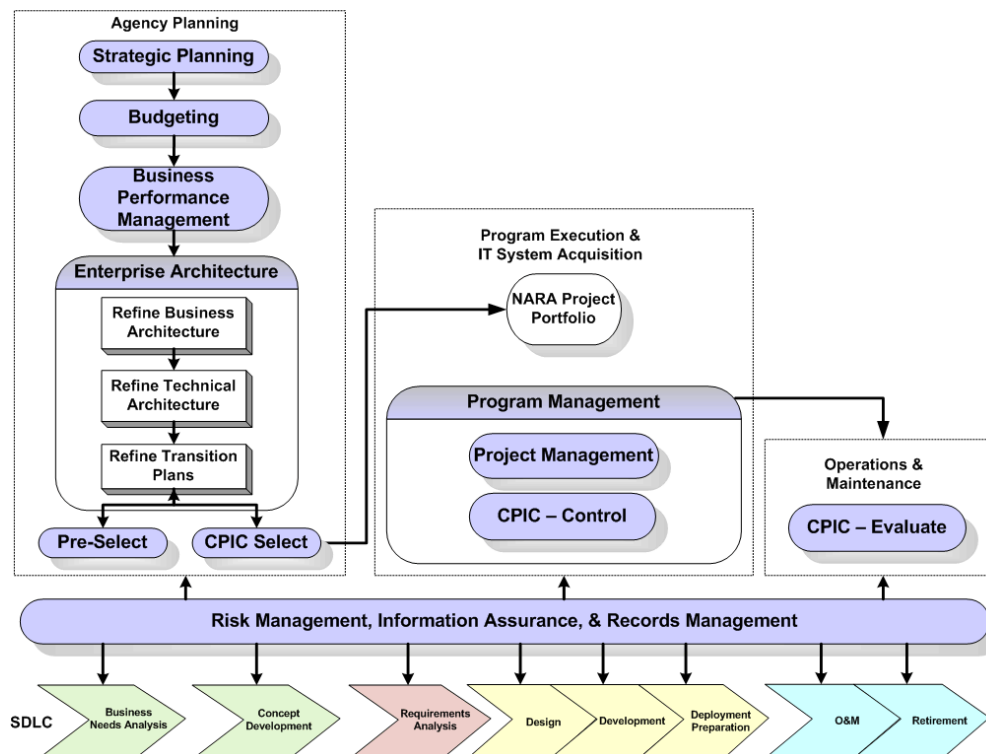 Agency Planning
Strategic Planning
Budgeting
Business
Performance
Management
Enterprise Architecture
Refine Business
Architecture
Refine Technical
Architecture
Refine Transition
Plans
Pre-Select
CPIC Select
Program Execution &
IT System Acquisition
NARA Project
Portfolio
Program Management
Project Management
CPIC – Control
Operations &
Maintenance
CPIC – Evaluate
Risk Management, Information Assurance, & Records Management
SDLC
Business
Needs Analysis
Concept
Development
Requirements
Analysis
Design
Development
Deployment
Preparation
O&M
Retirement